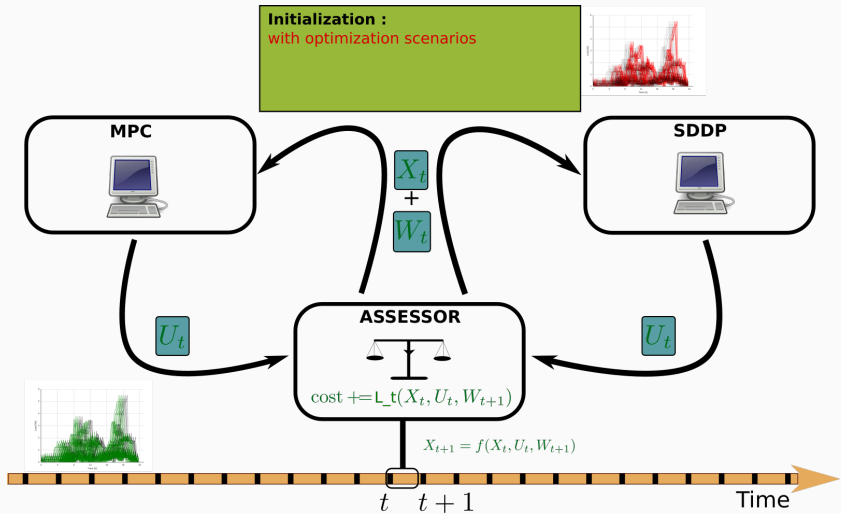 Initialization :
with optimization scenarios
MPC
SDDP
X_t
+
W_t
U_t
U_t
ASSESSOR
cost +=L_t(X_t, U_t, W_{t+1})
X_{t+1} = f(X_t, U_t, W_{t+1})
t
t + 1
Time